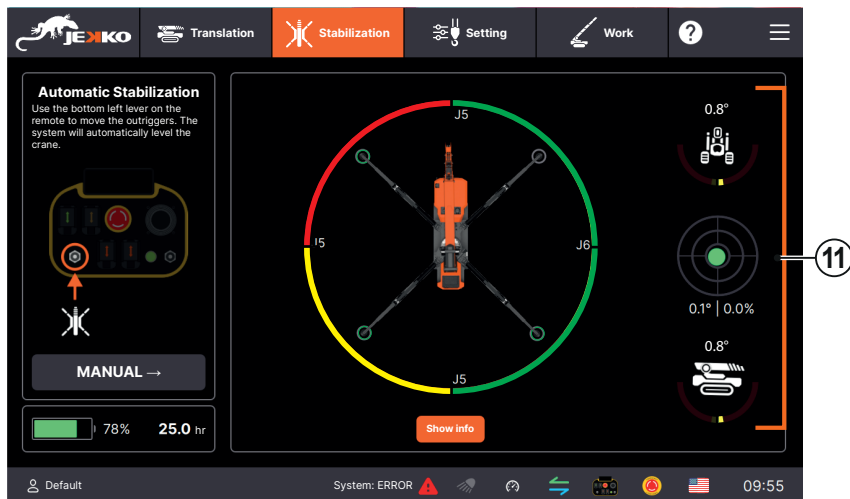 JEKKO
Translation
Stabilization
Setting
Work
?
Automatic Stabilization
Use the bottom left lever on the
remote to move the outriggers. The
system will automatically level the
crane.
MANUAL →
78%
25.0 hr
J5
J6
J5
Show info
0.8°
0.1° | 0.0%
0.8°
11
Default
System: ERROR
09:55